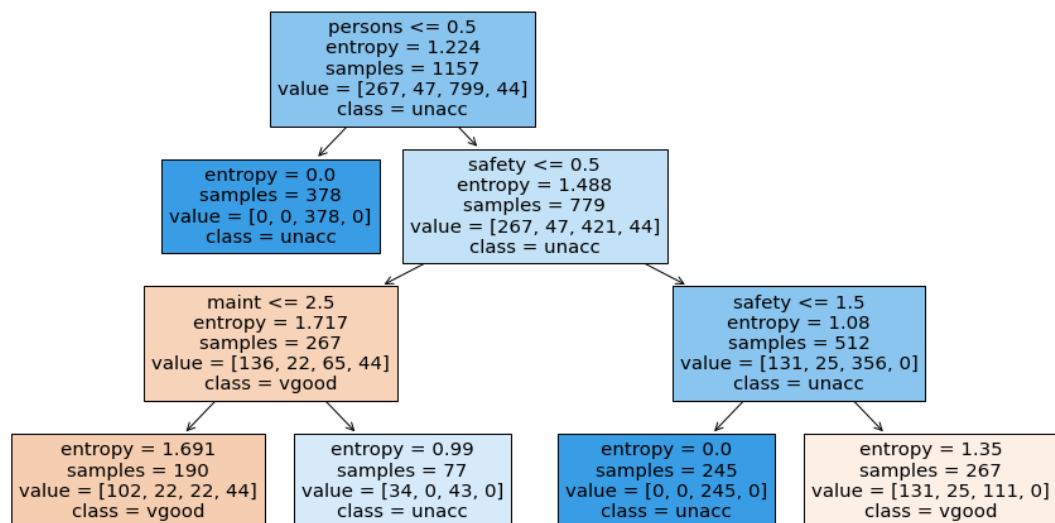 persons <= 0.5
entropy = 1.224
samples = 1157
value = [267, 47, 799, 44]
class = unacc
entropy = 0.0
samples = 378
value = [0, 0, 378, 0]
class = unacc
safety <= 0.5
entropy = 1.488
samples = 779
value = [267, 47, 421, 44]
class = unacc
maint <= 2.5
entropy = 1.717
samples = 267
value = [136, 22, 65, 44]
class = vgood
safety <= 1.5
entropy = 1.08
samples = 512
value = [131, 25, 356, 0]
class = unacc
entropy = 1.691
samples = 190
value = [102, 22, 22, 44]
class = vgood
entropy = 0.99
samples = 77
value = [34, 0, 43, 0]
class = unacc
entropy = 0.0
samples = 245
value = [0, 0, 245, 0]
class = unacc
entropy = 1.35
samples = 267
value = [131, 25, 111, 0]
class = vgood